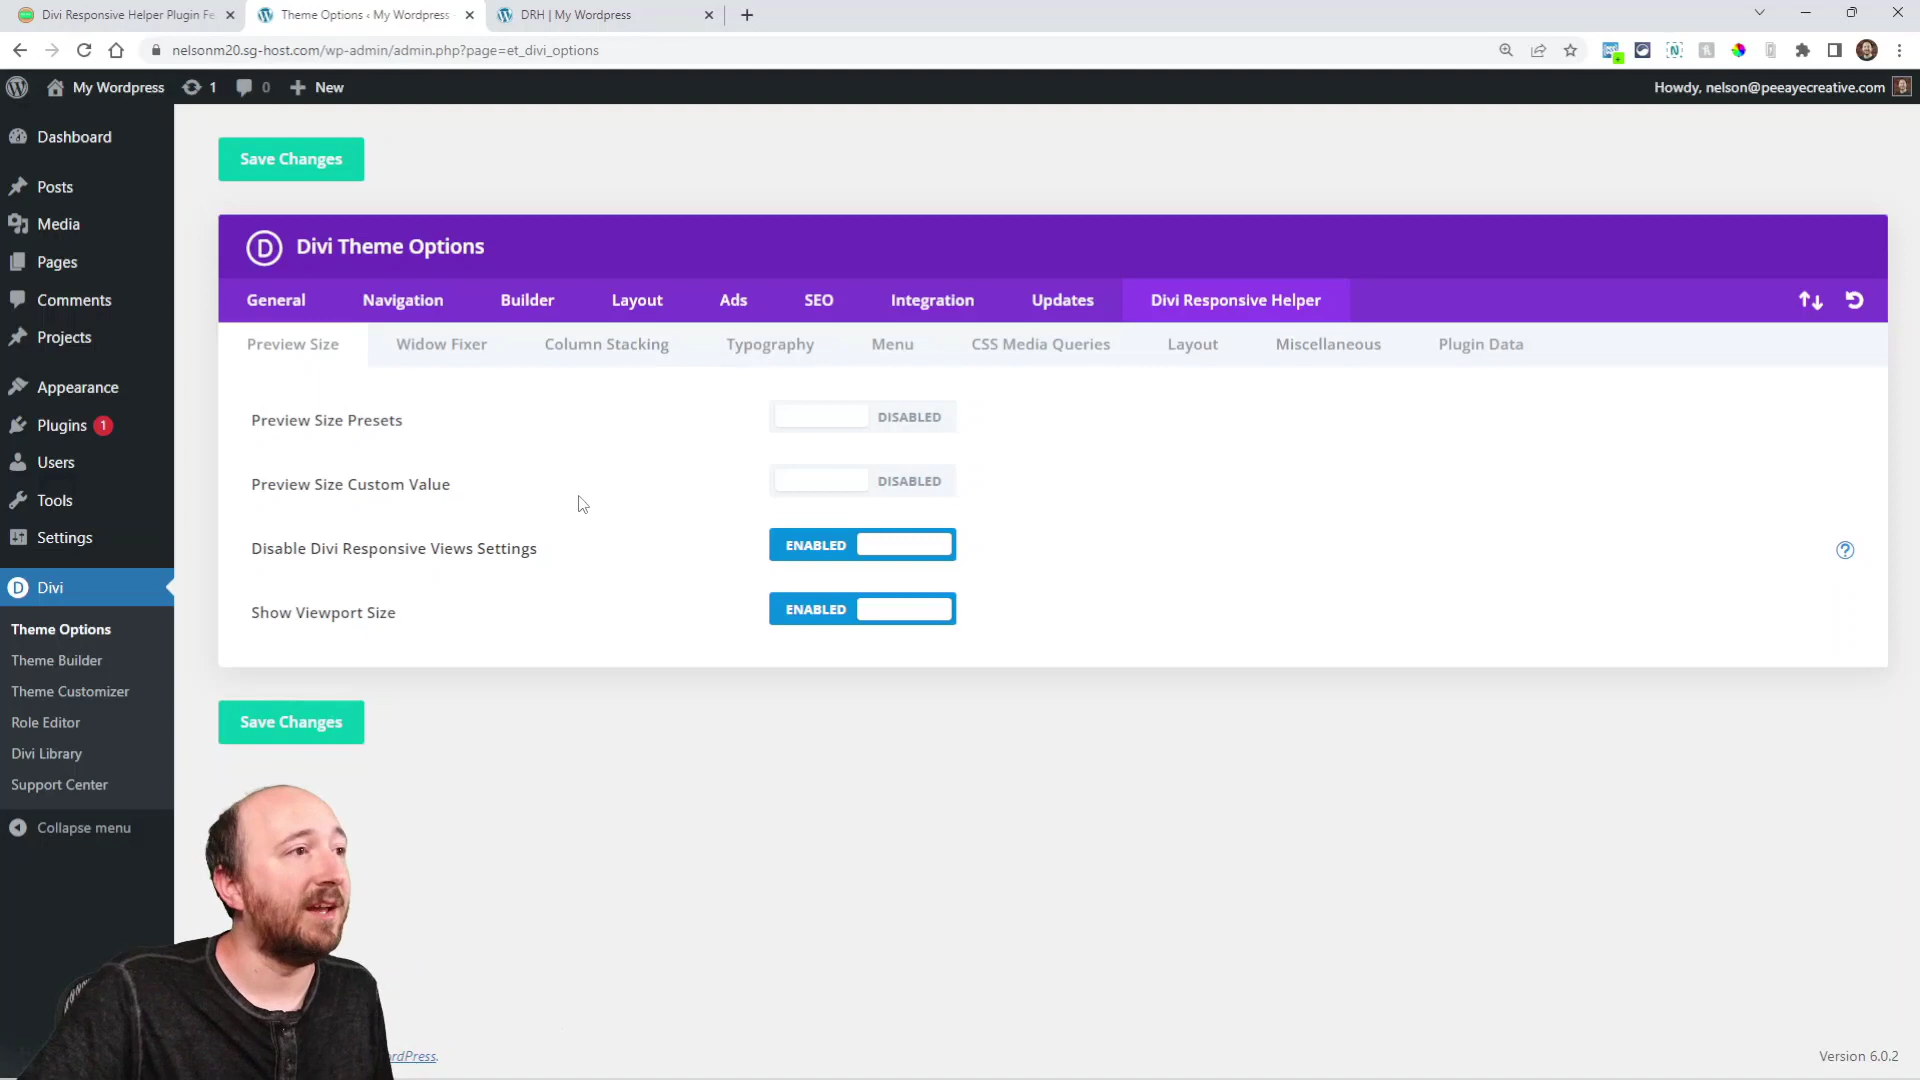 Divi Responsive Helper Plugin Fe
Theme Options ‹ My Wordpress
DRH | My Wordpress
nelsonm20.sg-host.com/wp-admin/admin.php?page=et_divi_options
My Wordpress
1
0
New
Howdy, nelson@peeayecreative.com
Dashboard
Posts
Media
Pages
Comments
Projects
Appearance
Plugins 1
Users
Tools
Settings
Divi
Theme Options
Theme Builder
Theme Customizer
Role Editor
Divi Library
Support Center
Collapse menu
Save Changes
Divi Theme Options
General Navigation Builder Layout Ads SEO Integration Updates Divi Responsive Helper
Preview Size Widow Fixer Column Stacking Typography Menu CSS Media Queries Layout Miscellaneous Plugin Data
Preview Size Presets DISABLED
Preview Size Custom Value DISABLED
Disable Divi Responsive Views Settings ENABLED
Show Viewport Size ENABLED
Save Changes
rdPress.
Version 6.0.2